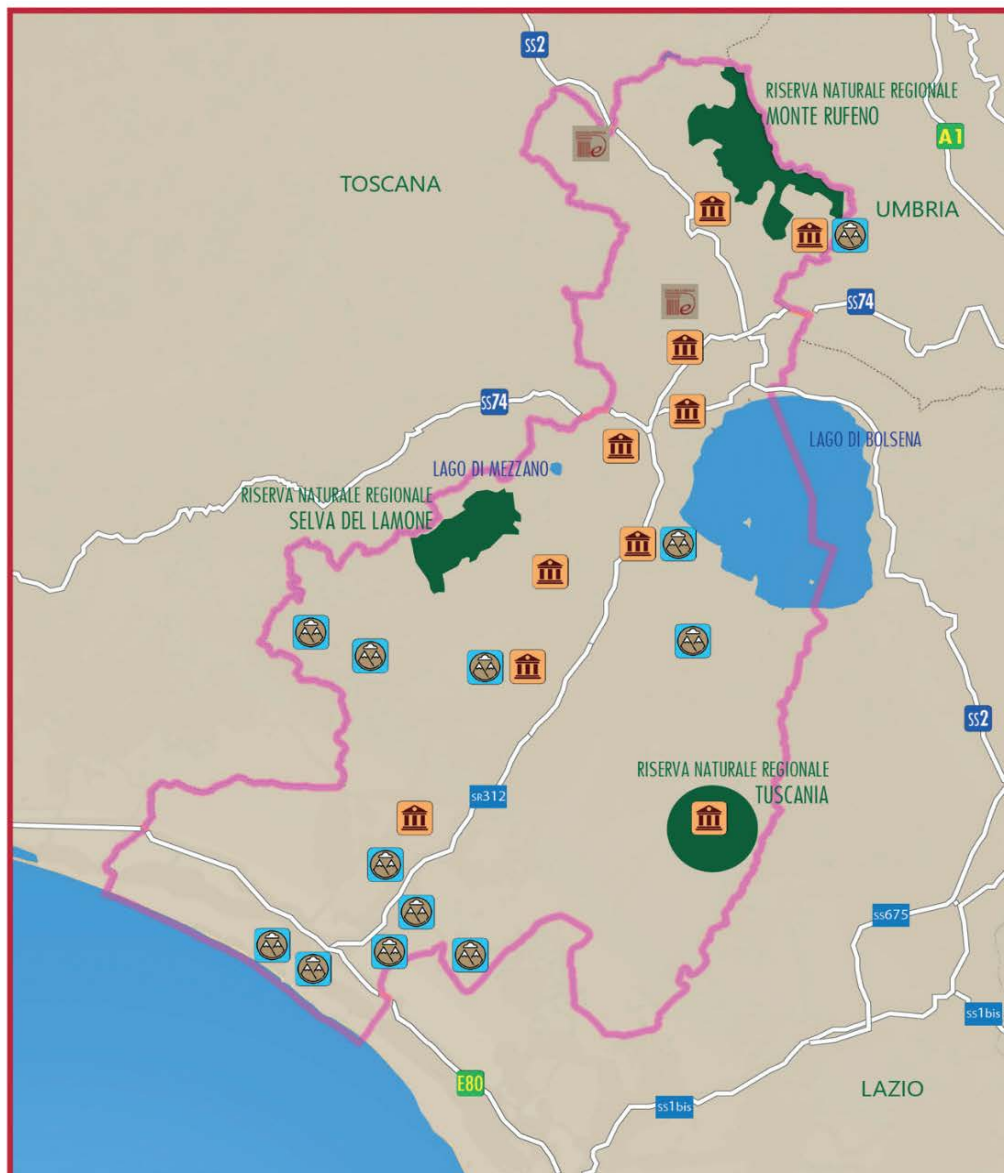 SS2
RISERVA NATURALE REGIONALE
MONTE RUFENO
A1
TOSCANA
UMBRIA
e
SS74
e
SS74
LAGO DI BOLSENA
LAGO DI MEZZANO
RISERVA NATURALE REGIONALE
SELVA DEL LAMONE
SS2
RISERVA NATURALE REGIONALE
TUSCANIA
SR312
SS675
SS1bis
E80
LAZIO
SS1bis